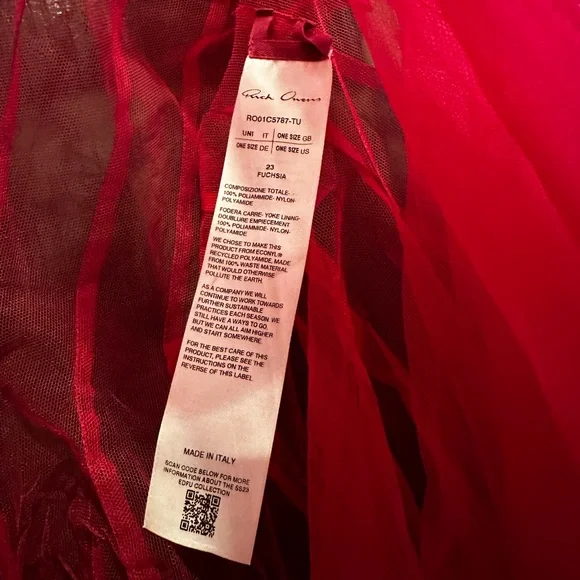 Rick Owens
RO01C5787-TU
UNI IT ONE SIZE GB
ONE SIZE DE ONE SIZE US
23
FUCHSIA
COMPOSIZIONE TOTALE-
100% POLIAMMIDE- NYLON-
POLYAMIDE
FODERA CARRE- YOKE LINING-
DOUBLURE EMPIECEMENT
100% POLIAMMIDE- NYLON-
POLYAMIDE
WE CHOSE TO MAKE THIS
PRODUCT FROM ECONYL®
RECYCLED POLYAMIDE, MADE
FROM 100% WASTE MATERIAL
THAT WOULD OTHERWISE
POLLUTE THE EARTH.
AS A COMPANY WE WILL
CONTINUE TO WORK TOWARDS
FURTHER SUSTAINABLE
PRACTICES EACH SEASON. WE
STILL HAVE A WAYS TO GO,
BUT WE CAN ALL AIM HIGHER
AND START SOMEWHERE.
FOR THE BEST CARE OF THIS
PRODUCT, PLEASE SEE THE
INSTRUCTIONS ON THE
REVERSE OF THIS LABEL.
MADE IN ITALY
SCAN CODE BELOW FOR MORE
INFORMATION ABOUT THE SS23
EDFU COLLECTION